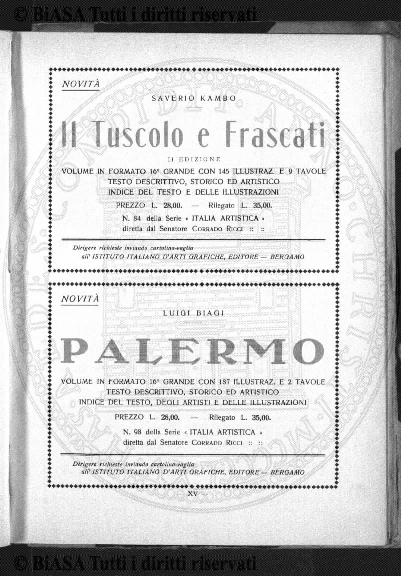 © BiASA Tutti i diritti riservati
NOVITÀ
SAVERIO KAMBO
Il Tuscolo e Frascati
II EDIZIONE
VOLUME IN FORMATO 16° GRANDE CON 145 ILLUSTRAZ. E 9 TAVOLE
TESTO DESCRITTIVO, STORICO ED ARTISTICO
INDICE DEL TESTO E DELLE ILLUSTRAZIONI
PREZZO L. 28,00. — Rilegato L. 35,00.
N. 84 della Serie « ITALIA ARTISTICA »
diretta dal Senatore CORRADO RICCI :: ::
Dirigere richieste inviando cartolina-vaglia
all' ISTITUTO ITALIANO D'ARTI GRAFICHE, EDITORE — BERGAMO
NOVITÀ
LUIGI BIAGI
PALERMO
VOLUME IN FORMATO 16° GRANDE CON 187 ILLUSTRAZ. E 2 TAVOLE
TESTO DESCRITTIVO, STORICO ED ARTISTICO
INDICE DEL TESTO, DEGLI ARTISTI E DELLE ILLUSTRAZIONI
PREZZO L. 28,00. — Rilegato L. 35,00.
N. 98 della Serie « ITALIA ARTISTICA »
diretta dal Senatore CORRADO RICCI :: ::
Dirigere richieste inviando cartolina-vaglia
all' ISTITUTO ITALIANO D'ARTI GRAFICHE, EDITORE — BERGAMO
XV
© BiASA Tutti i diritti riservati